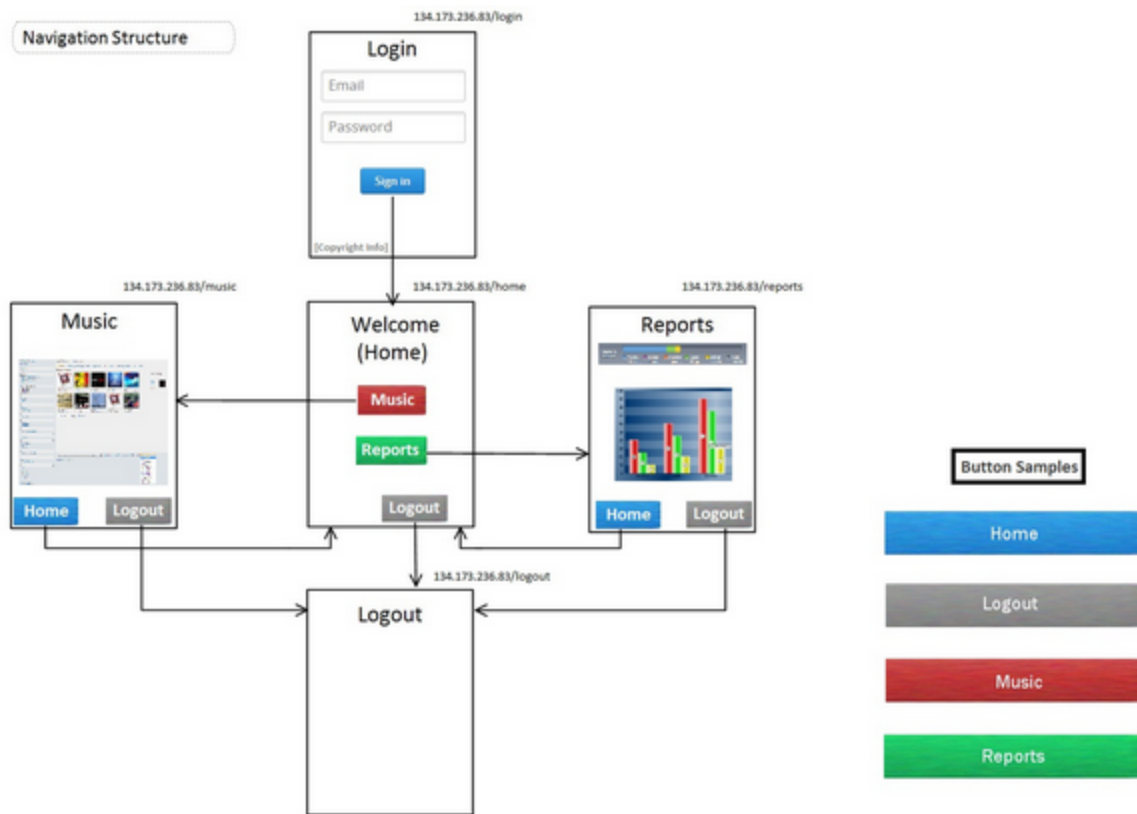 134.173.236.83/login
Navigation Structure
Login
Email
Password
Sign in
[Copyright Info]
134.173.236.83/music
134.173.236.83/home
134.173.236.83/reports
Music
Welcome
(Home)
Reports
Music
Reports
Home
Logout
Logout
Home
Logout
134.173.236.83/logout
Logout
Button Samples
Home
Logout
Music
Reports